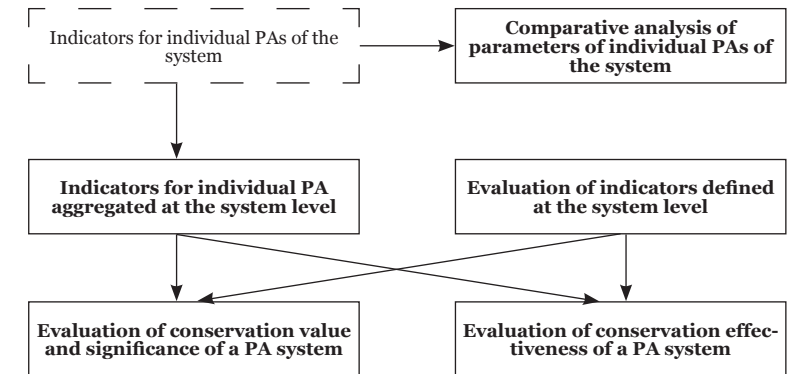 Indicators for individual PAs of the
system
Comparative analysis of
parameters of individual PAs of
the system
Indicators for individual PA
aggregated at the system level
Evaluation of indicators defined
at the system level
Evaluation of conservation value
and significance of a PA system
Evaluation of conservation effec-
tiveness of a PA system